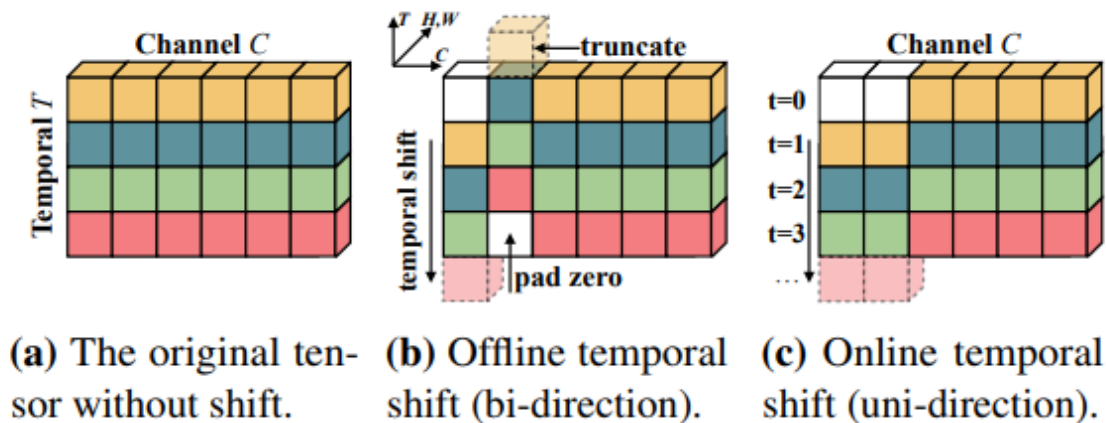 Channel C
Temporal T
(a) The original ten-
sor without shift.
T
H,W
C
truncate
temporal shift
pad zero
(b) Offline temporal
shift (bi-direction).
Channel C
t=0
t=1
t=2
t=3
...
(c) Online temporal
shift (uni-direction).